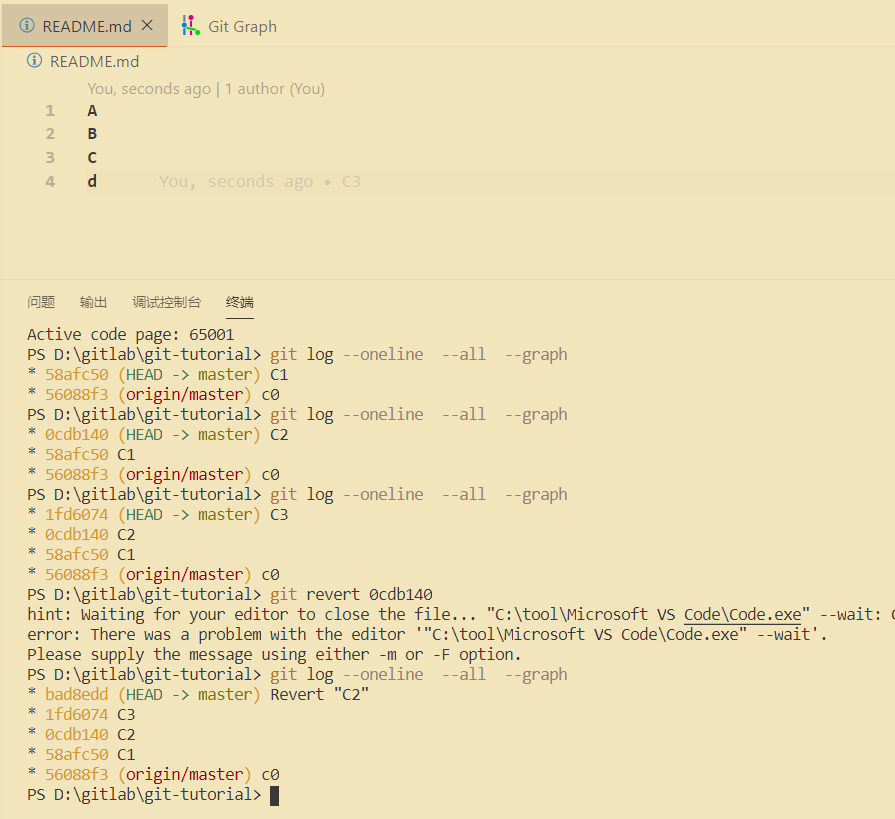 README.md
Git Graph
README.md
You, seconds ago | 1 author (You)
1 A
2 B
3 C
4 d You, seconds ago • C3
问题 输出 调试控制台 终端
Active code page: 65001
PS D:\gitlab\git-tutorial> git log --oneline --all --graph
* 58afc50 (HEAD -> master) C1
* 56088f3 (origin/master) c0
PS D:\gitlab\git-tutorial> git log --oneline --all --graph
* 0cdb140 (HEAD -> master) C2
* 58afc50 C1
* 56088f3 (origin/master) c0
PS D:\gitlab\git-tutorial> git log --oneline --all --graph
* 1fd6074 (HEAD -> master) C3
* 0cdb140 C2
* 58afc50 C1
* 56088f3 (origin/master) c0
PS D:\gitlab\git-tutorial> git revert 0cdb140
hint: Waiting for your editor to close the file... "C:\tool\Microsoft VS Code\Code.exe" --wait:
error: There was a problem with the editor '"C:\tool\Microsoft VS Code\Code.exe" --wait'.
Please supply the message using either -m or -F option.
PS D:\gitlab\git-tutorial> git log --oneline --all --graph
* bad8edd (HEAD -> master) Revert "C2"
* 1fd6074 C3
* 0cdb140 C2
* 58afc50 C1
* 56088f3 (origin/master) c0
PS D:\gitlab\git-tutorial>